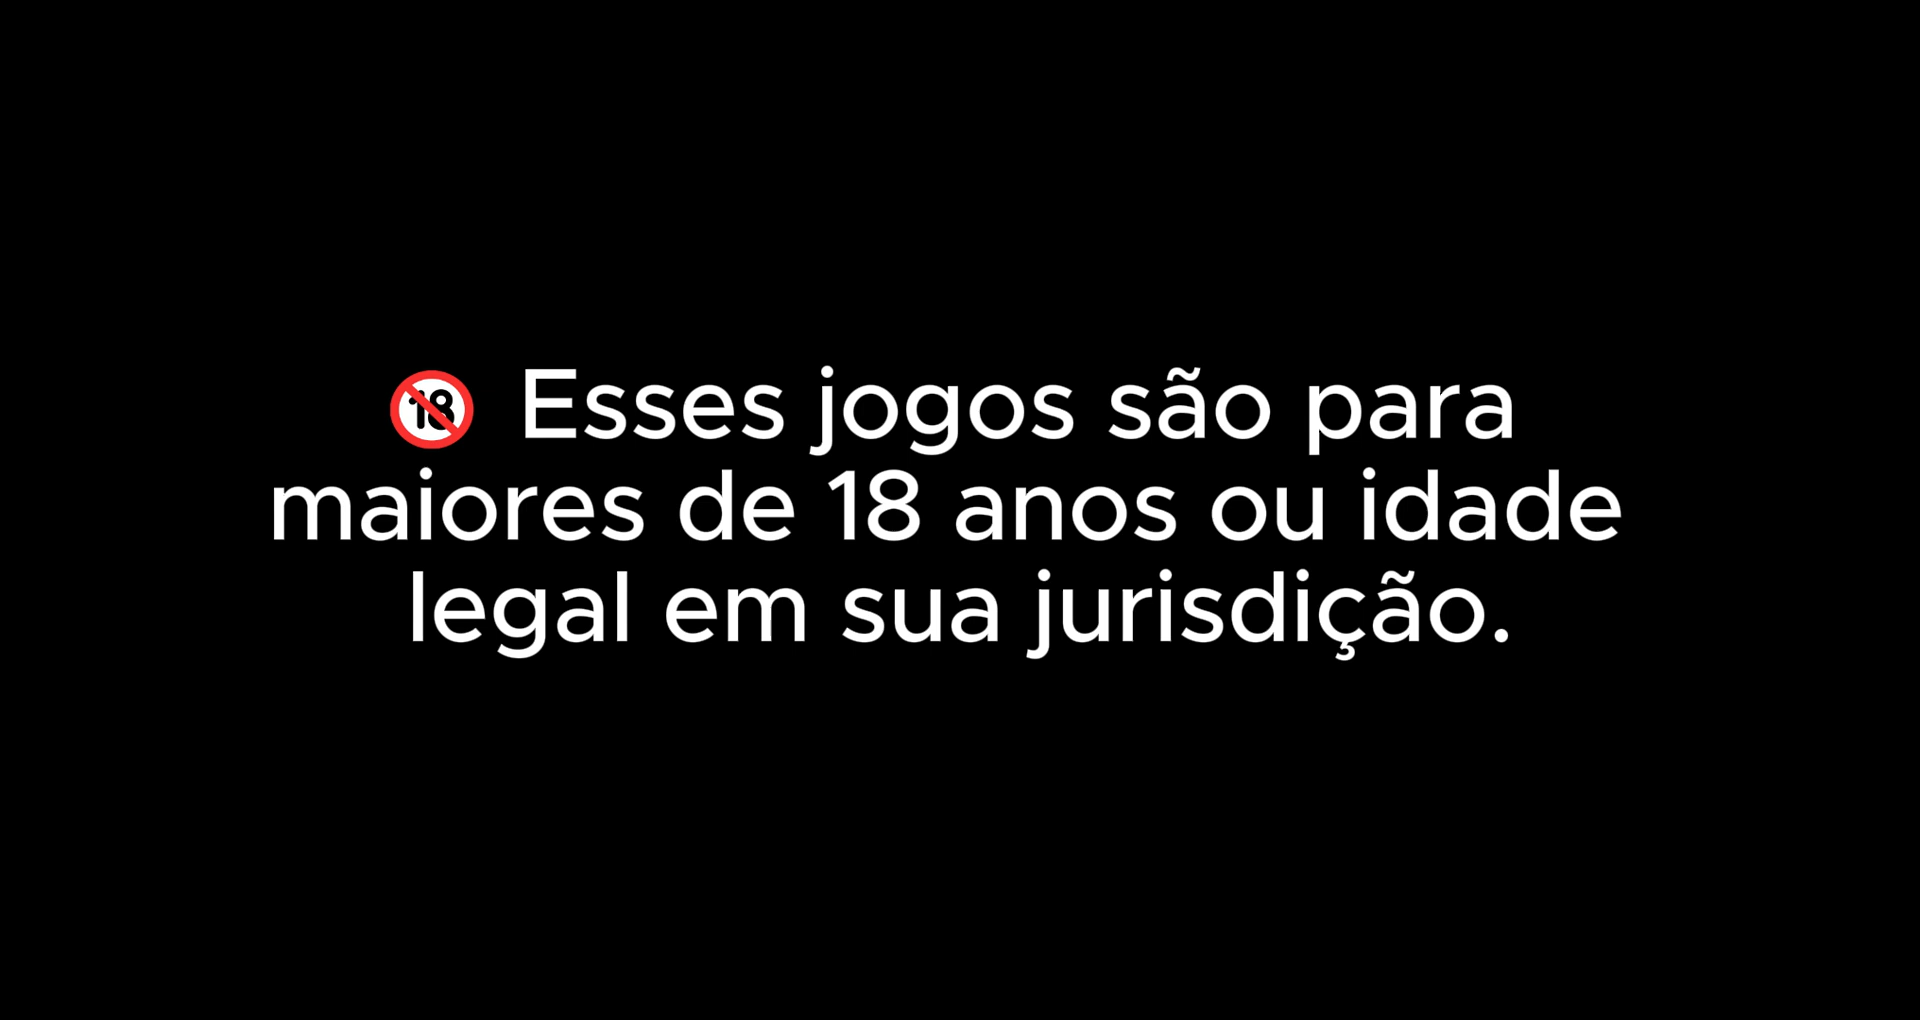 🔞 Esses jogos são para
maiores de 18 anos ou idade
legal em sua jurisdição.